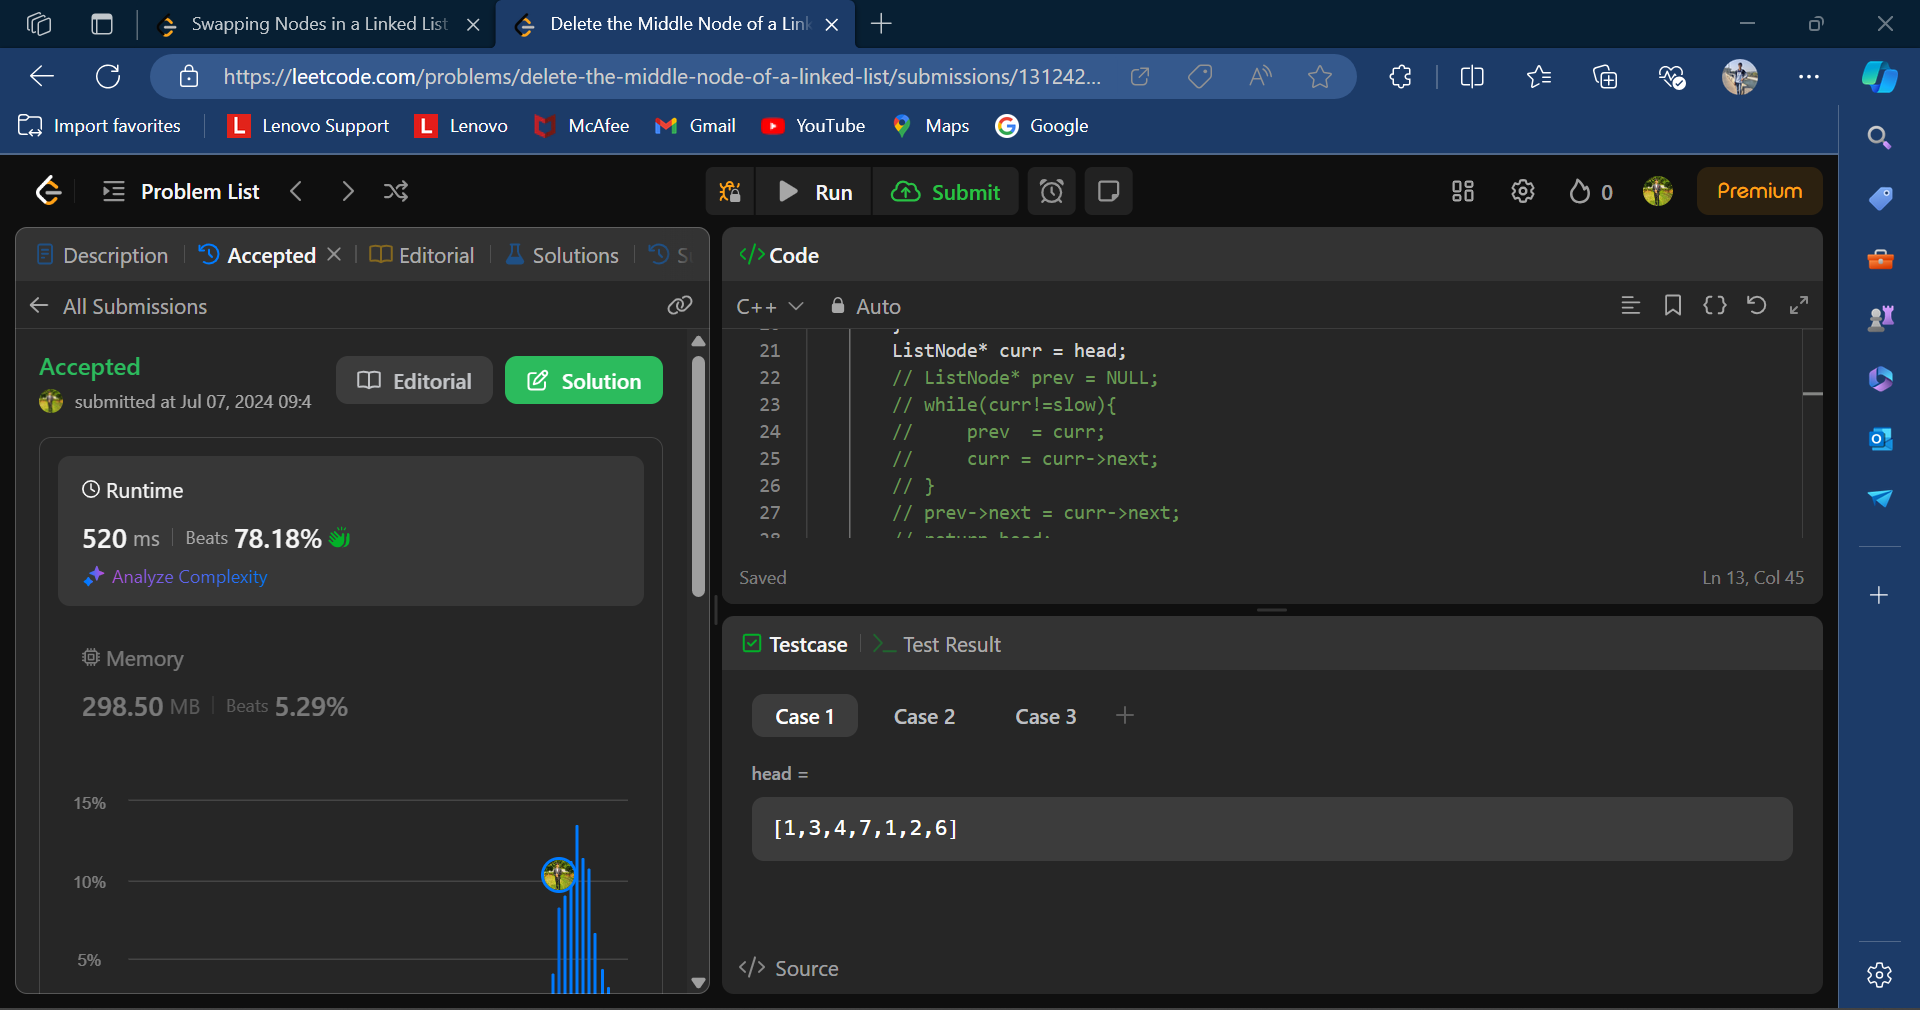 Swapping Nodes in a Linked List
Delete the Middle Node of a Lin
https://leetcode.com/problems/delete-the-middle-node-of-a-linked-list/submissions/131242...
Import favorites
L Lenovo Support
L Lenovo
McAfee
Gmail
YouTube
Maps
Google
Problem List
Run
Submit
0
Premium
Description
Accepted
Editorial
Solutions
S
</> Code
All Submissions
C++
Auto
Accepted
Editorial
Solution
submitted at Jul 07, 2024 09:4
21 ListNode* curr = head;
22 // ListNode* prev = NULL;
23 // while(curr!=slow){
24 //     prev  = curr;
25 //     curr = curr->next;
26 // }
27 // prev->next = curr->next;
28 // return head;
Saved
Ln 13, Col 45
Runtime
520 ms | Beats 78.18%
Analyze Complexity
Memory
298.50 MB | Beats 5.29%
15%
10%
5%
Testcase
>_ Test Result
Case 1
Case 2
Case 3
head =
[1,3,4,7,1,2,6]
</> Source